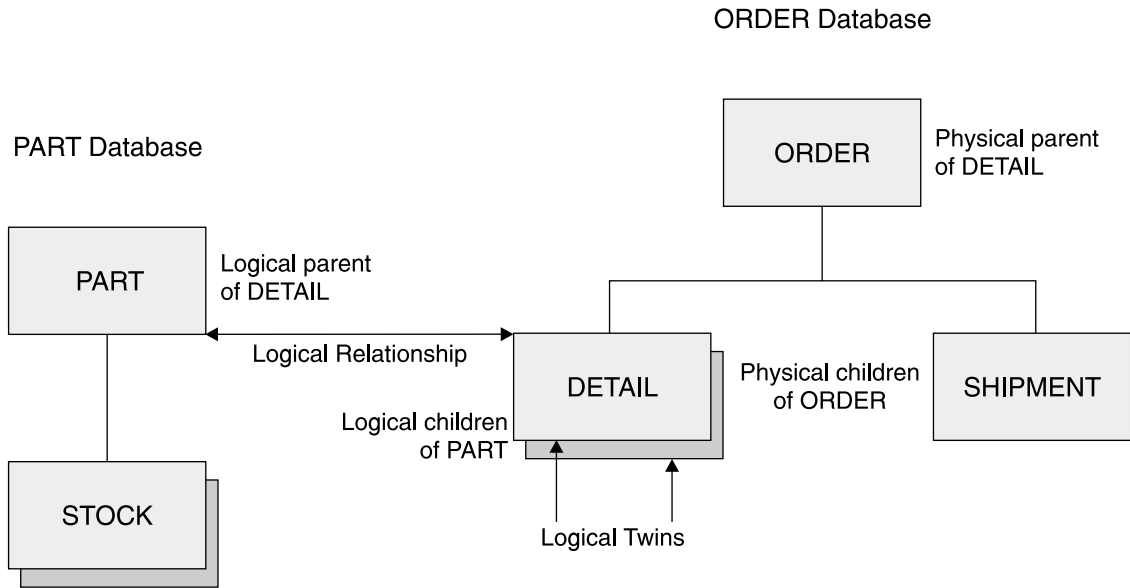 ORDER Database
PART Database
ORDER
Physical parent
of DETAIL
PART
Logical parent
of DETAIL
Logical Relationship
DETAIL
Physical children
of ORDER
SHIPMENT
Logical children
of PART
STOCK
Logical Twins